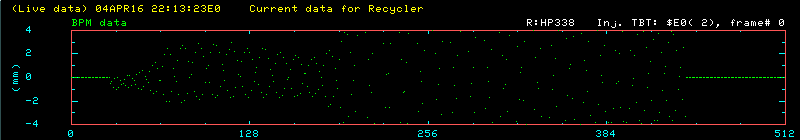 (Live data) 04APR16 22:13:23E0 Current data for Recycler
BPM data R:HP338 Inj. TBT: $E0( 2), frame# 0
4
2
0
-2
-4
(mm)
0 128 256 384 512